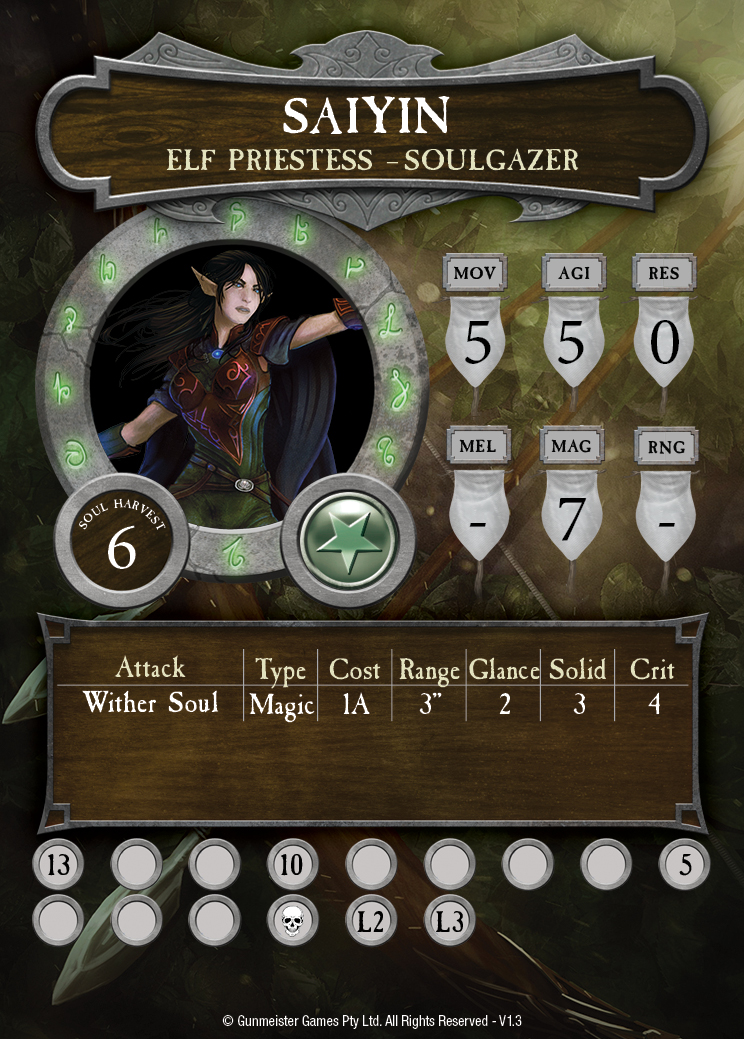 SAIYIN
ELF PRIESTESS – SOULGAZER
MOV AGI RES
5 5 0
MEL MAG RNG
- 7 -
SOUL HARVEST
6
Attack Type Cost Range Glance Solid Crit
Wither Soul Magic 1A 3" 2 3 4
13 10 5
L2 L3
© Gunmeister Games Pty Ltd. All Rights Reserved - V1.3